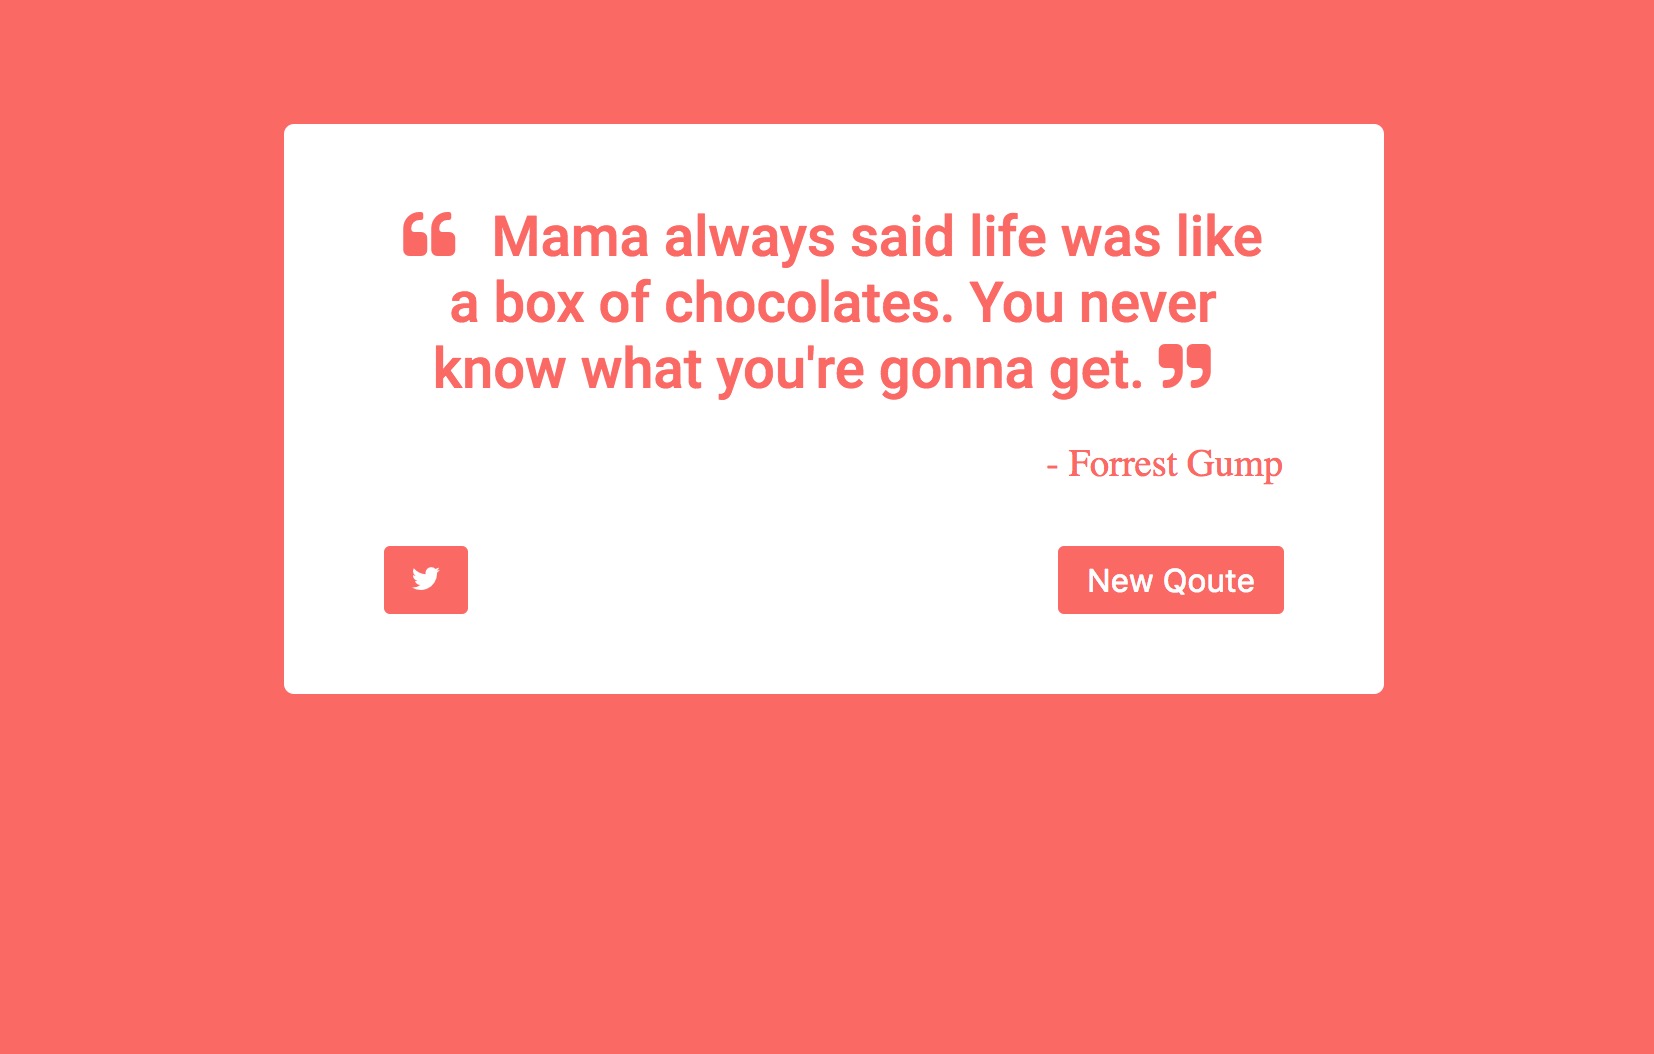 “ Mama always said life was like
a box of chocolates. You never
know what you're gonna get. ”
- Forrest Gump
New Qoute